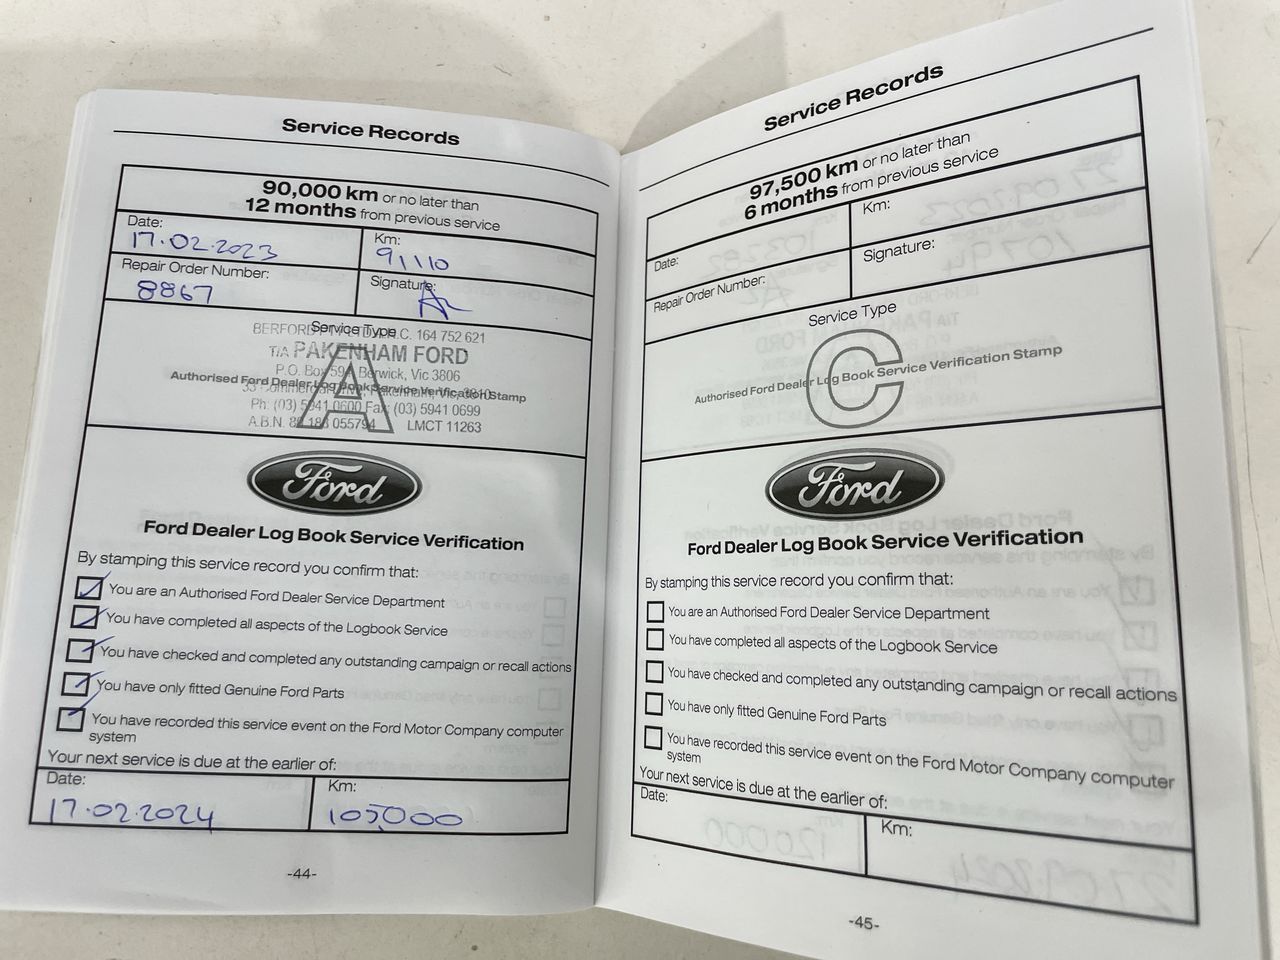 Service Records
90,000 km or no later than
12 months from previous service
Date:
17.02.2023
Km:
91110
Repair Order Number:
8867
Signature:
Service Type
A
BERFORD
A.C. 164 752 621
T/A PAKENHAM FORD
P.O. Box 59 Berwick, Vic 3806
Authorised Ford Dealer Log Book Service Verification Stamp
Ph: (03) 5941 0600 Fax: (03) 5941 0699
A.B.N.
055794 LMCT 11263
Ford
Ford Dealer Log Book Service Verification
By stamping this service record you confirm that:
You are an Authorised Ford Dealer Service Department
You have completed all aspects of the Logbook Service
You have checked and completed any outstanding campaign or recall actions
You have only fitted Genuine Ford Parts
You have recorded this service event on the Ford Motor Company computer
system
Your next service is due at the earlier of:
Date:
17.02.2024
Km:
105,000
-44-
Service Records
97,500 km or no later than
6 months from previous service
Date:
Km:
Repair Order Number:
Signature:
Service Type
C
Authorised Ford Dealer Log Book Service Verification Stamp
Ford
Ford Dealer Log Book Service Verification
By stamping this service record you confirm that:
You are an Authorised Ford Dealer Service Department
You have completed all aspects of the Logbook Service
You have checked and completed any outstanding campaign or recall actions
You have only fitted Genuine Ford Parts
You have recorded this service event on the Ford Motor Company computer
system
Your next service is due at the earlier of:
Date:
Km:
-45-